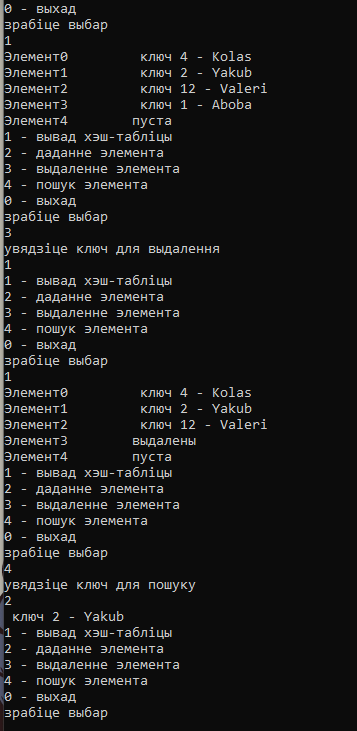 0 - выхад
зрабіце выбар
1
Элемент0         ключ 4 - Kolas
Элемент1         ключ 2 - Yakub
Элемент2         ключ 12 - Valeri
Элемент3         ключ 1 - Aboba
Элемент4        пуста
1 - вывад хэш-табліцы
2 - даданне элемента
3 - выдаленне элемента
4 - пошук элемента
0 - выхад
зрабіце выбар
3
увядзіце ключ для выдалення
1
1 - вывад хэш-табліцы
2 - даданне элемента
3 - выдаленне элемента
4 - пошук элемента
0 - выхад
зрабіце выбар
1
Элемент0         ключ 4 - Kolas
Элемент1         ключ 2 - Yakub
Элемент2         ключ 12 - Valeri
Элемент3        выдалены
Элемент4        пуста
1 - вывад хэш-табліцы
2 - даданне элемента
3 - выдаленне элемента
4 - пошук элемента
0 - выхад
зрабіце выбар
4
увядзіце ключ для пошуку
2
 ключ 2 - Yakub
1 - вывад хэш-табліцы
2 - даданне элемента
3 - выдаленне элемента
4 - пошук элемента
0 - выхад
зрабіце выбар